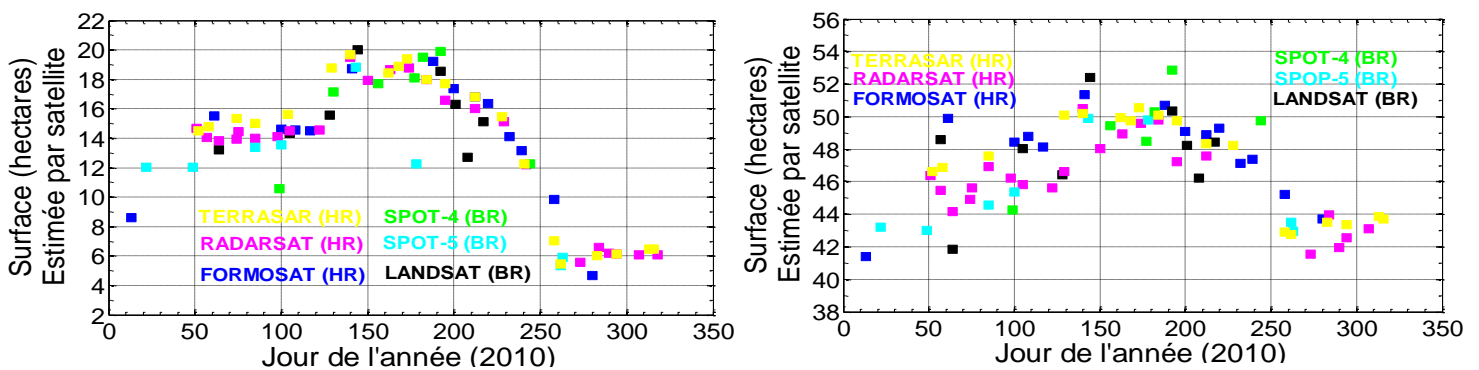 Surface (hectares)
Estimée par satellite
22
20
18
16
14
12
10
8
6
4
2
TERRASAR (HR) SPOT-4 (BR)
RADARSAT (HR) SPOT-5 (BR)
FORMOSAT (HR) LANDSAT (BR)
0 50 100 150 200 250 300 350
Jour de l'année (2010)
Surface (hectares)
Estimée par satellite
56
54
52
50
48
46
44
42
40
38
TERRASAR (HR) SPOT-4 (BR)
RADARSAT (HR) SPOP-5 (BR)
FORMOSAT (HR) LANDSAT (BR)
0 50 100 150 200 250 300 350
Jour de l'année (2010)